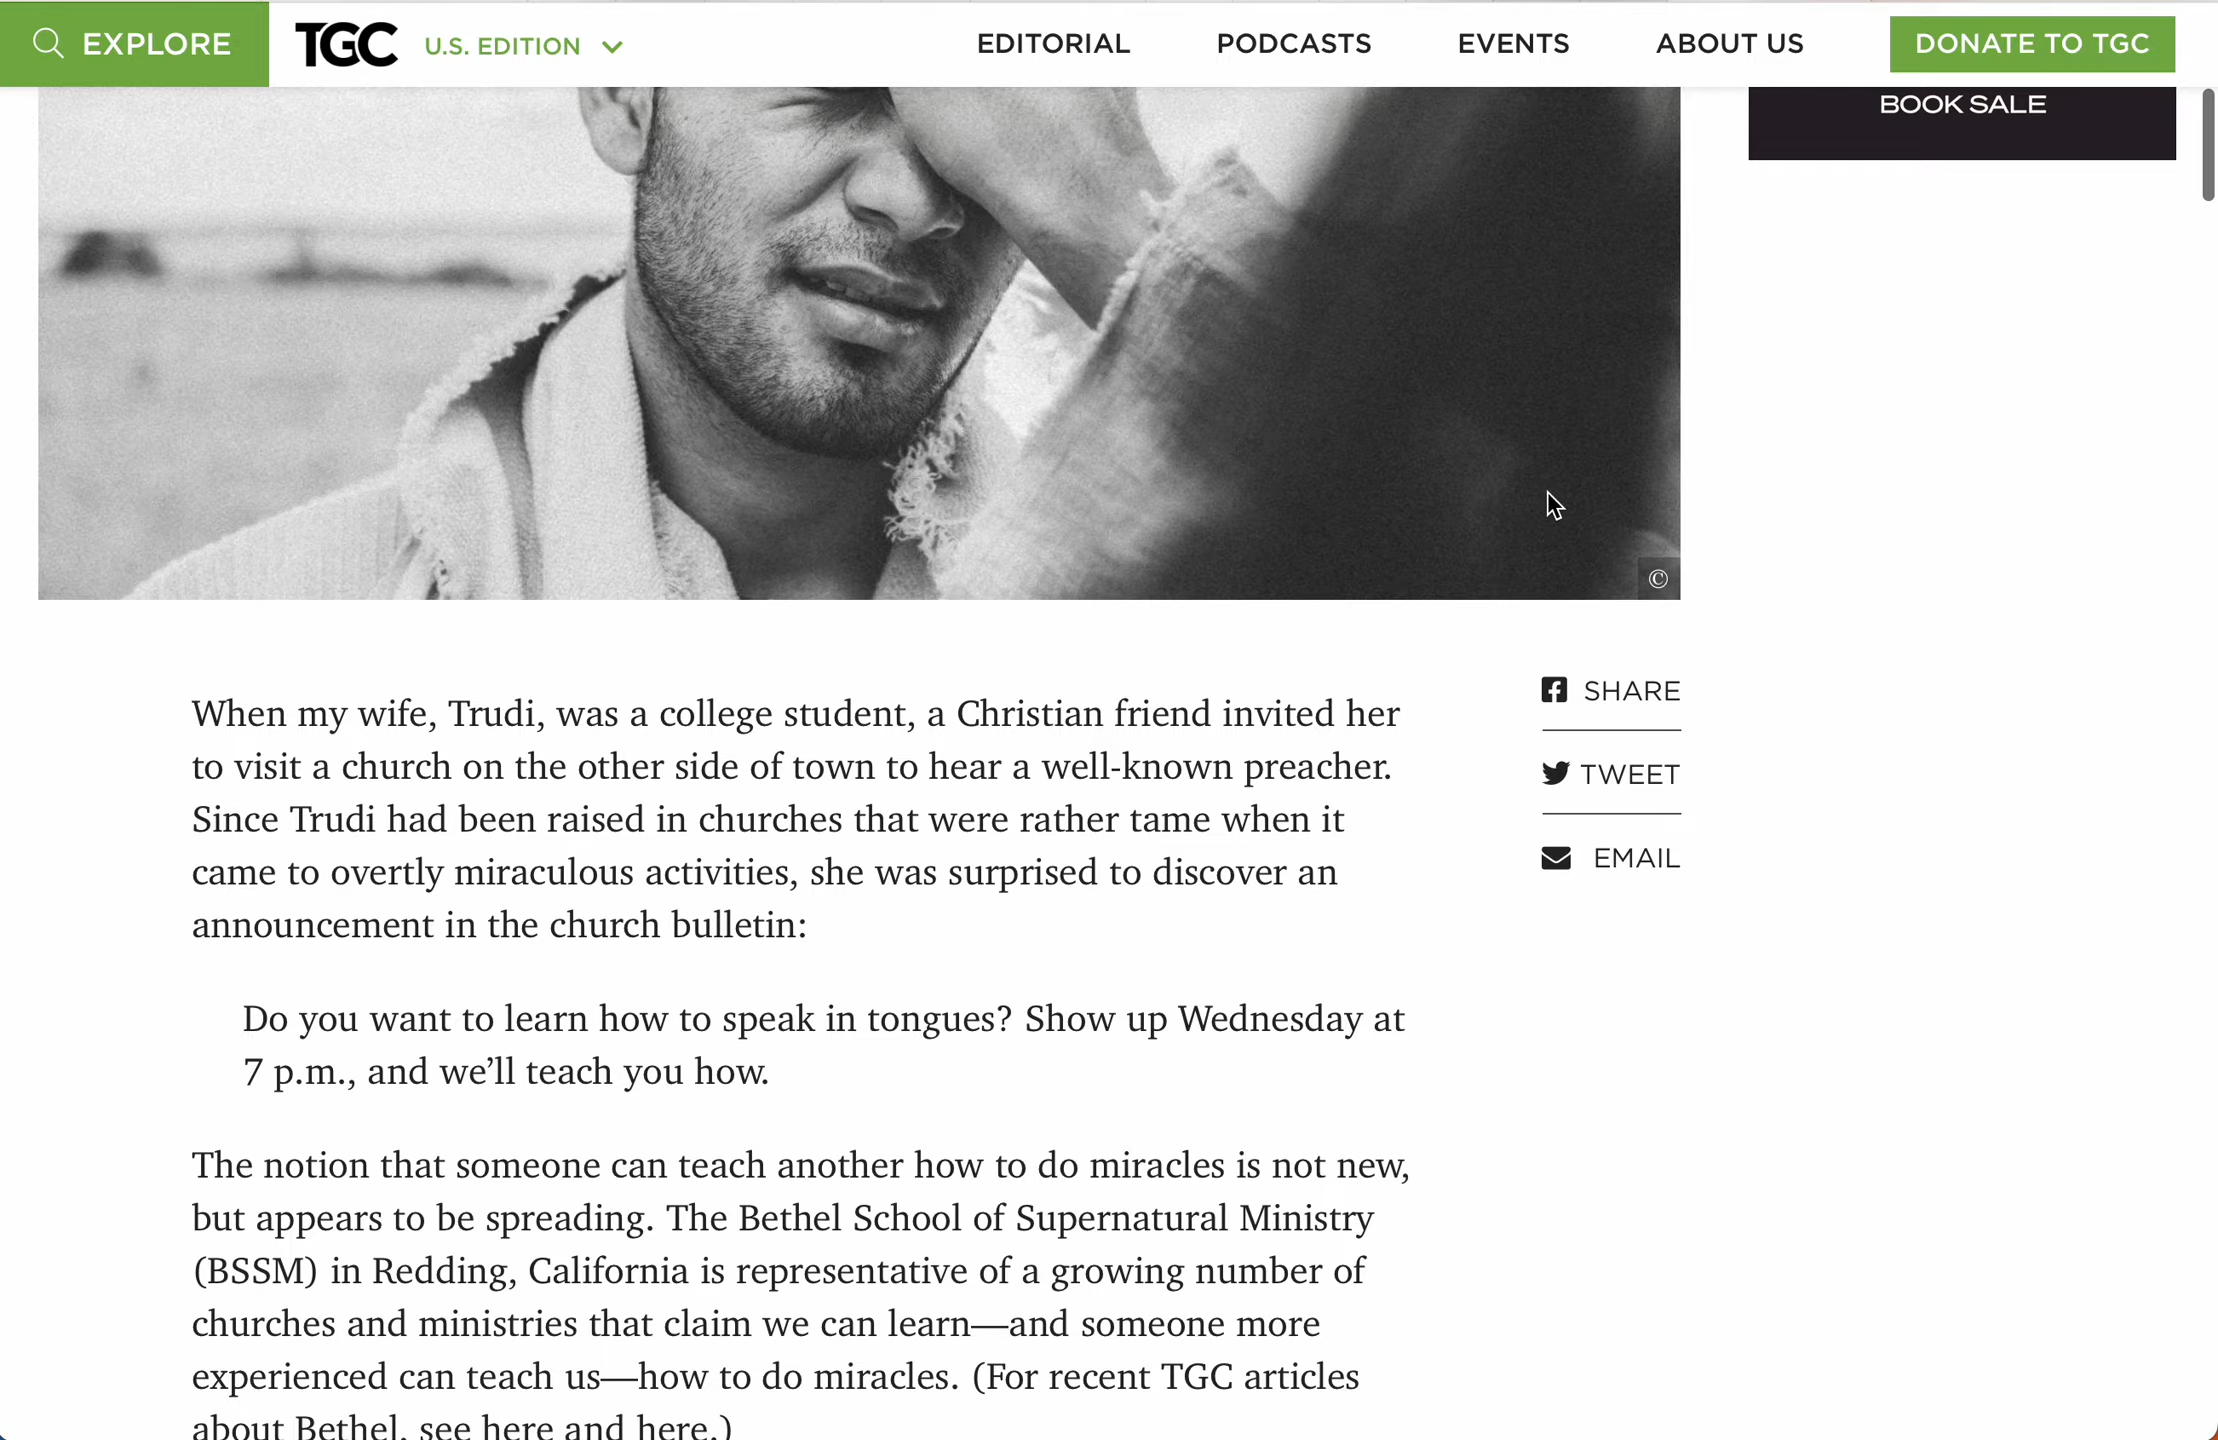 EXPLORE
TGC
U.S. EDITION
EDITORIAL
PODCASTS
EVENTS
ABOUT US
DONATE TO TGC
BOOK SALE
©
When my wife, Trudi, was a college student, a Christian friend invited her
to visit a church on the other side of town to hear a well-known preacher.
Since Trudi had been raised in churches that were rather tame when it
came to overtly miraculous activities, she was surprised to discover an
announcement in the church bulletin:
Do you want to learn how to speak in tongues? Show up Wednesday at
7 p.m., and we’ll teach you how.
The notion that someone can teach another how to do miracles is not new,
but appears to be spreading. The Bethel School of Supernatural Ministry
(BSSM) in Redding, California is representative of a growing number of
churches and ministries that claim we can learn—and someone more
experienced can teach us—how to do miracles. (For recent TGC articles
about Bethel, see here and here.)
SHARE
TWEET
EMAIL